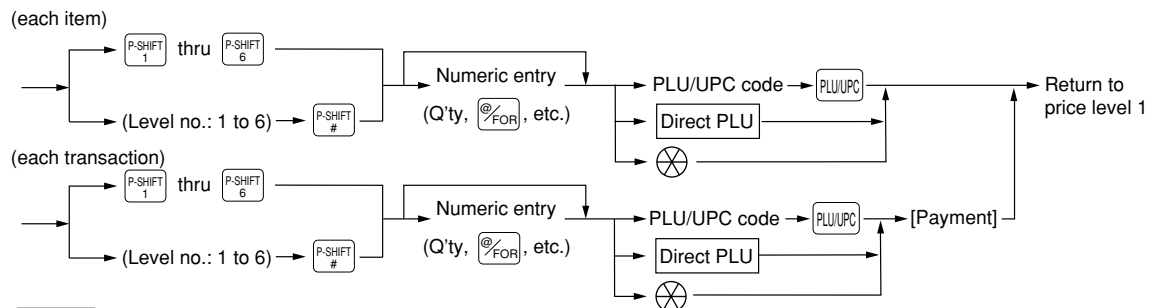 (each item)
P-SHIFT 1 thru P-SHIFT 6
(Level no.: 1 to 6) P-SHIFT #
Numeric entry
(Q'ty, @/FOR, etc.)
PLU/UPC code PLU/UPC
Direct PLU
Return to
price level 1
(each transaction)
P-SHIFT 1 thru P-SHIFT 6
(Level no.: 1 to 6) P-SHIFT #
Numeric entry
(Q'ty, @/FOR, etc.)
PLU/UPC code PLU/UPC [Payment]
Direct PLU